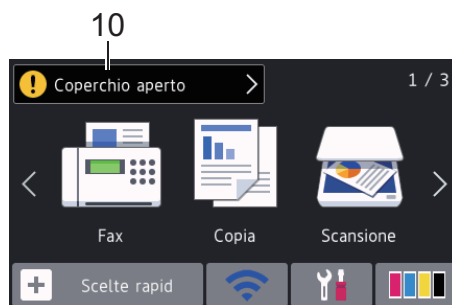 10
Coperchio aperto
1 / 3
Fax Copia Scansione
Scelte rapid